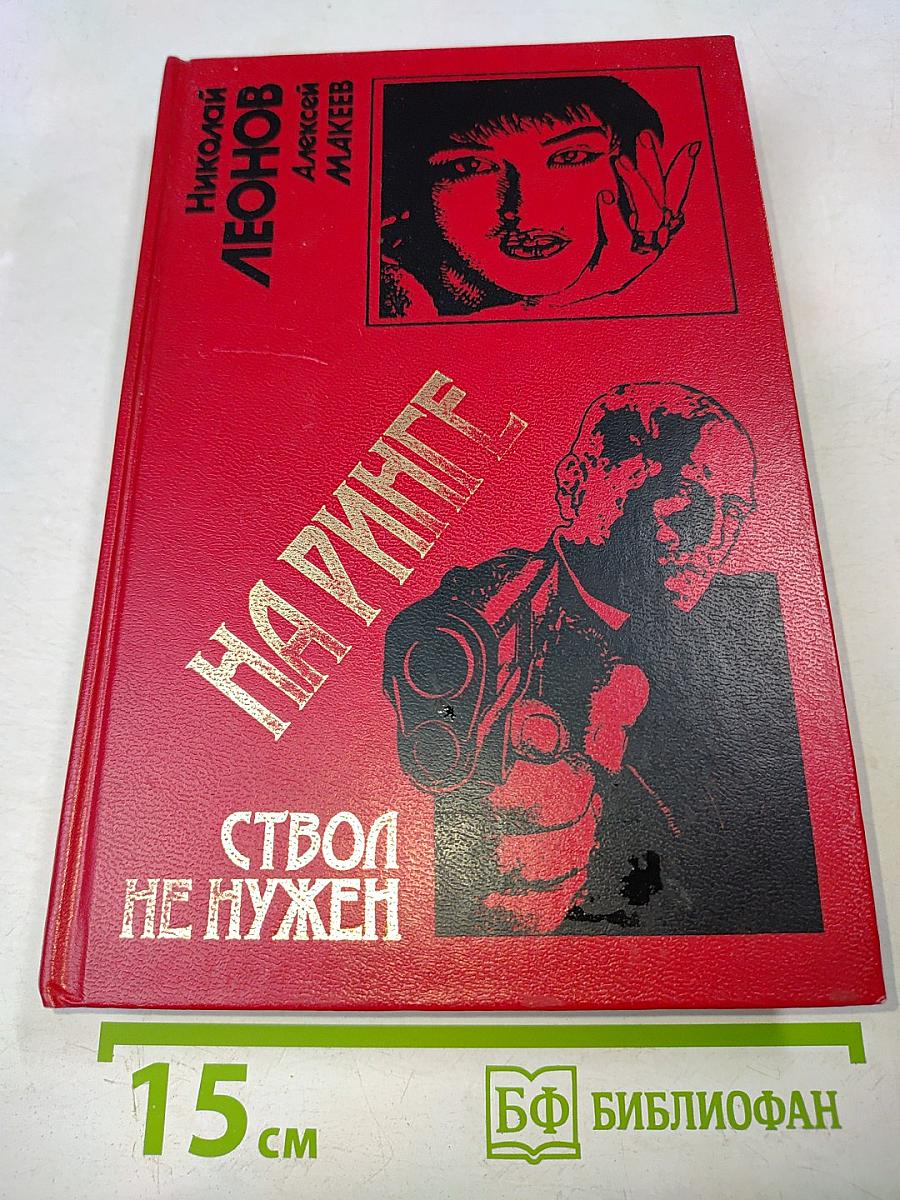 Николай
ЛЕОНОВ
Алексей
МАКЕЕВ
НА РИНГЕ
СТВОЛ
НЕ НУЖЕН
15 см
БФ БИБЛИОФАН